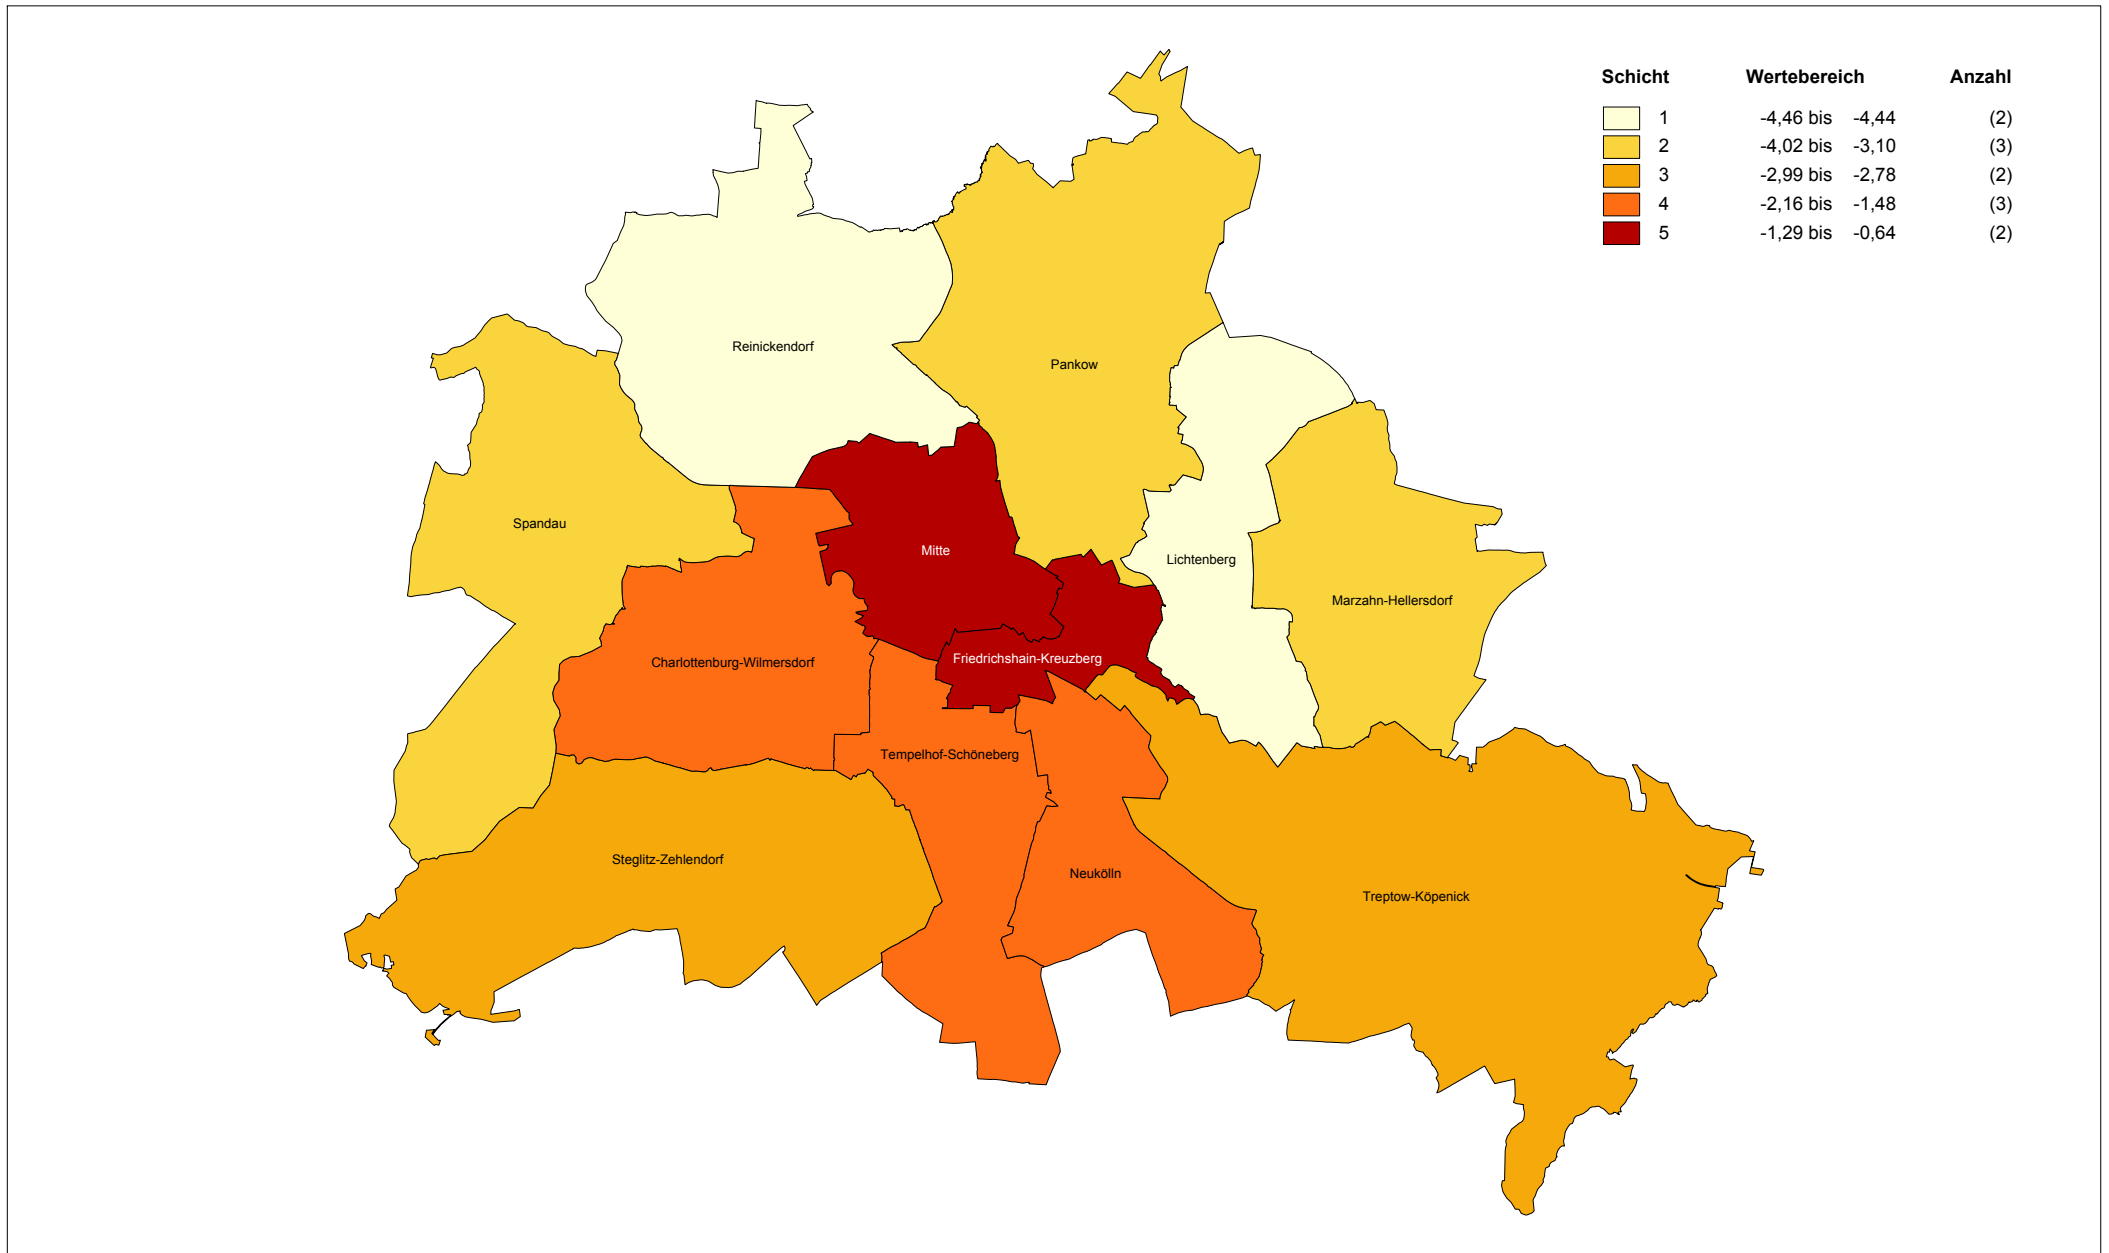 Schicht Wertebereich Anzahl
1 -4,46 bis -4,44 (2)
2 -4,02 bis -3,10 (3)
3 -2,99 bis -2,78 (2)
4 -2,16 bis -1,48 (3)
5 -1,29 bis -0,64 (2)
Reinickendorf
Pankow
Spandau
Mitte
Lichtenberg
Marzahn-Hellersdorf
Charlottenburg-Wilmersdorf
Friedrichshain-Kreuzberg
Tempelhof-Schöneberg
Steglitz-Zehlendorf
Neukölln
Treptow-Köpenick